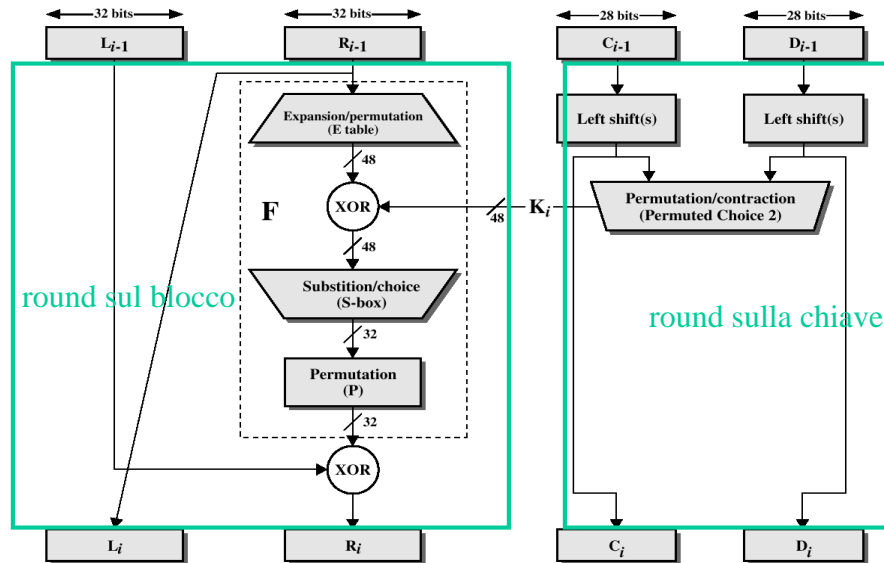 32 bits
32 bits
28 bits
28 bits
Li-1
Ri-1
Ci-1
Di-1
Expansion/permutation
(E table)
Left shift(s)
Left shift(s)
48
F
XOR
48
Ki
Permutation/contraction
(Permuted Choice 2)
48
round sul blocco
Substition/choice
(S-box)
round sulla chiave
32
Permutation
(P)
32
XOR
Li
Ri
Ci
Di